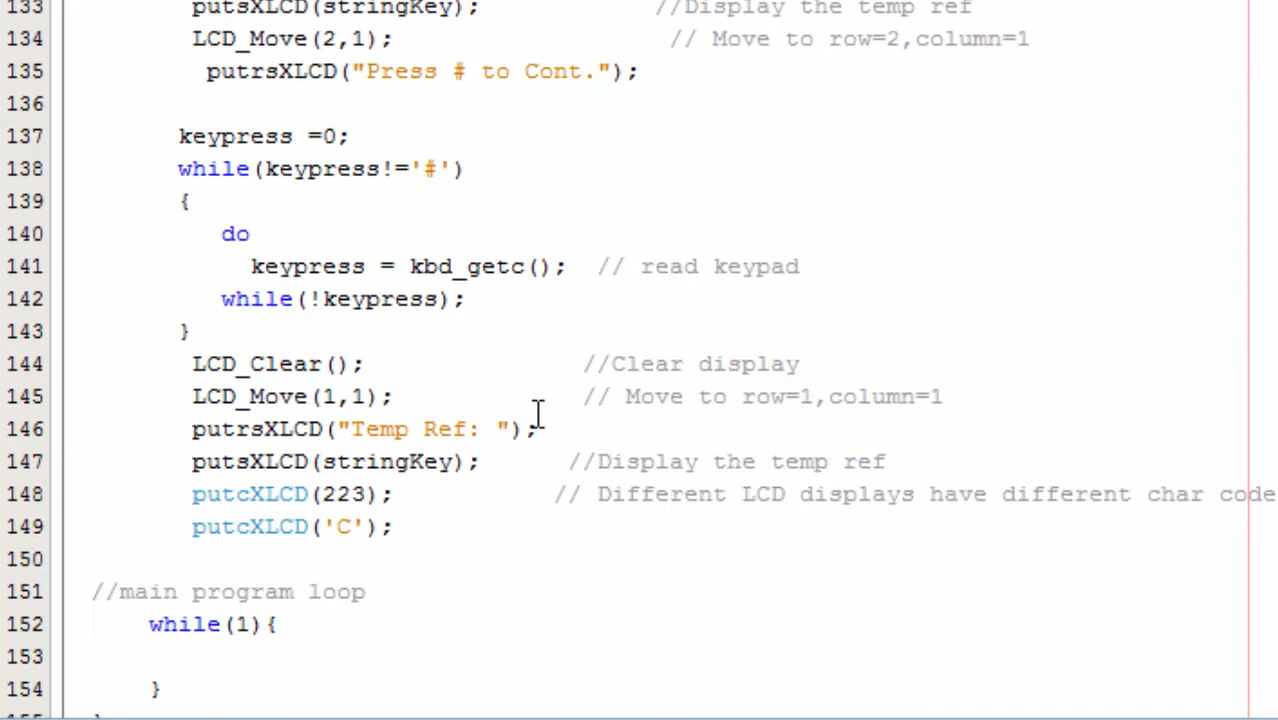 133 putsXLCD(stringKey); //Display the temp ref
134 LCD_Move(2,1); // Move to row=2,column=1
135 putrsXLCD("Press # to Cont.");
136
137 keypress =0;
138 while(keypress!='#')
139 {
140 do
141 keypress = kbd_getc(); // read keypad
142 while(!keypress);
143 }
144 LCD_Clear(); //Clear display
145 LCD_Move(1,1); // Move to row=1,column=1
146 putrsXLCD("Temp Ref: ");
147 putsXLCD(stringKey); //Display the temp ref
148 putcXLCD(223); // Different LCD displays have different char code
149 putcXLCD('C');
150
151 //main program loop
152 while(1){
153
154 }
155 }